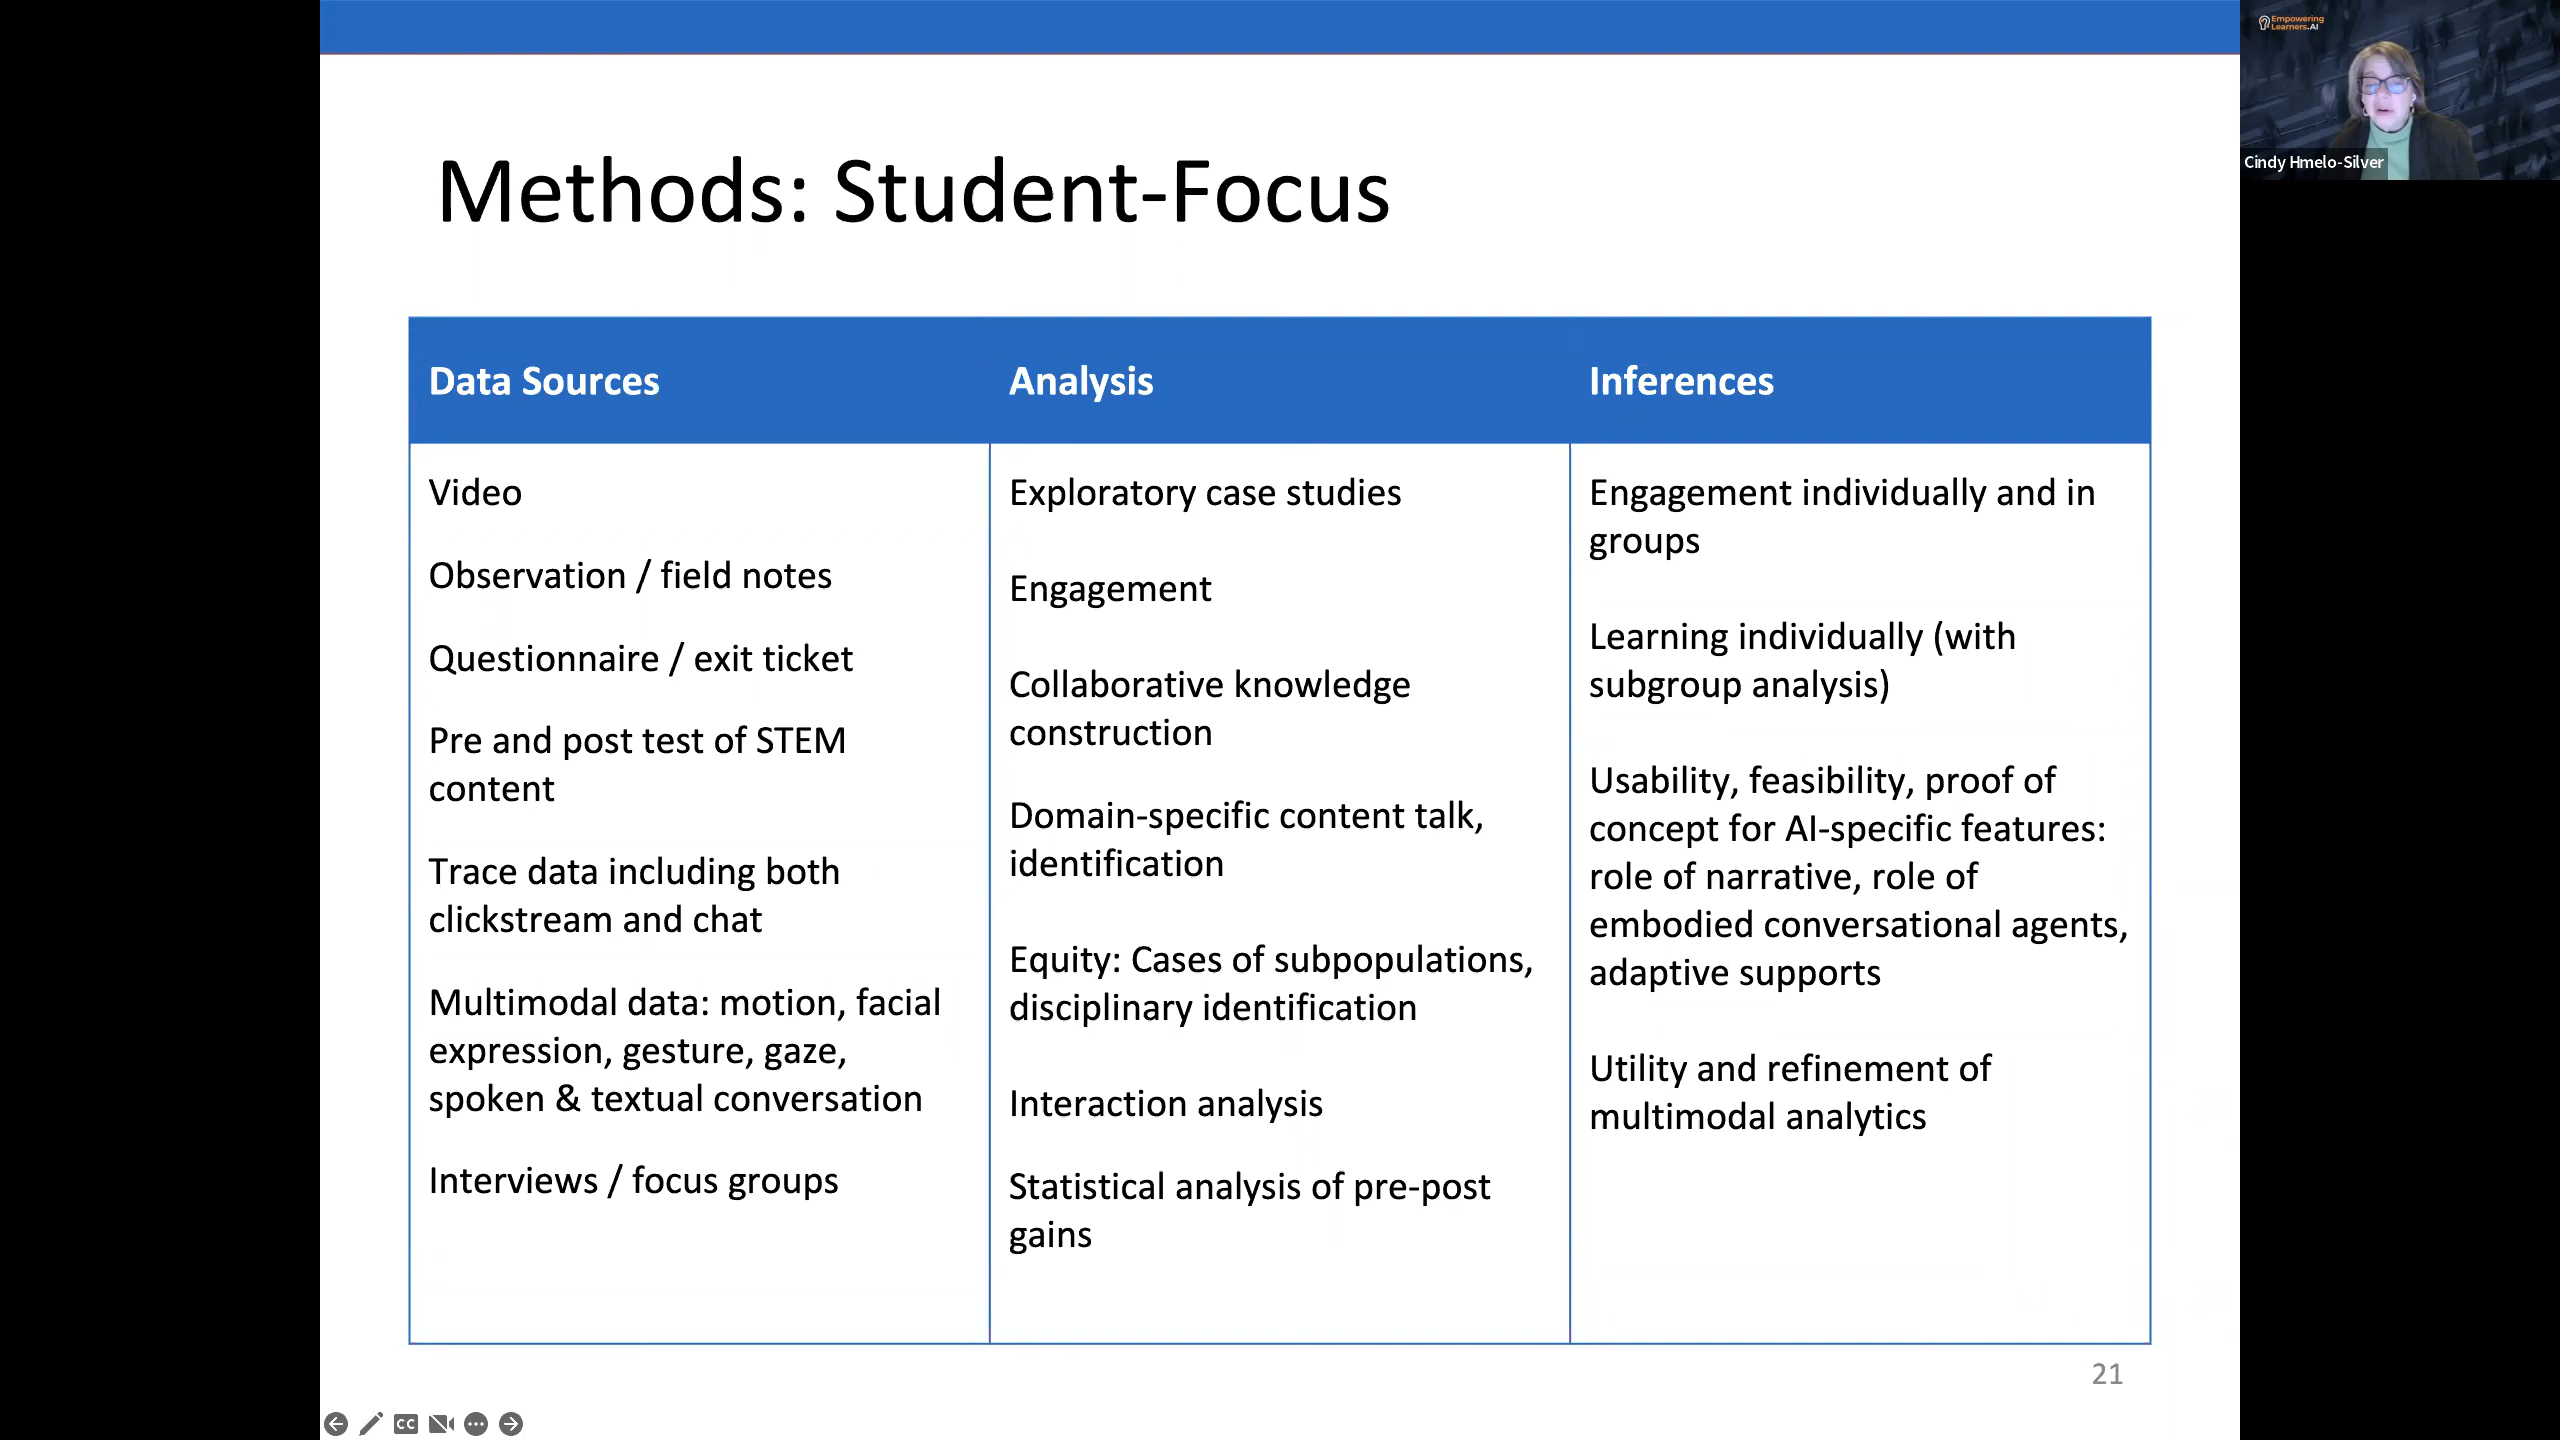 Empowering
Learners.AI
Cindy Hmelo-Silver
Methods: Student-Focus
Data Sources
Video
Observation / field notes
Questionnaire / exit ticket
Pre and post test of STEM
content
Trace data including both
clickstream and chat
Multimodal data: motion, facial
expression, gesture, gaze,
spoken & textual conversation
Interviews / focus groups
Analysis
Exploratory case studies
Engagement
Collaborative knowledge
construction
Domain-specific content talk,
identification
Equity: Cases of subpopulations,
disciplinary identification
Interaction analysis
Statistical analysis of pre-post
gains
Inferences
Engagement individually and in
groups
Learning individually (with
subgroup analysis)
Usability, feasibility, proof of
concept for AI-specific features:
role of narrative, role of
embodied conversational agents,
adaptive supports
Utility and refinement of
multimodal analytics
21
CC